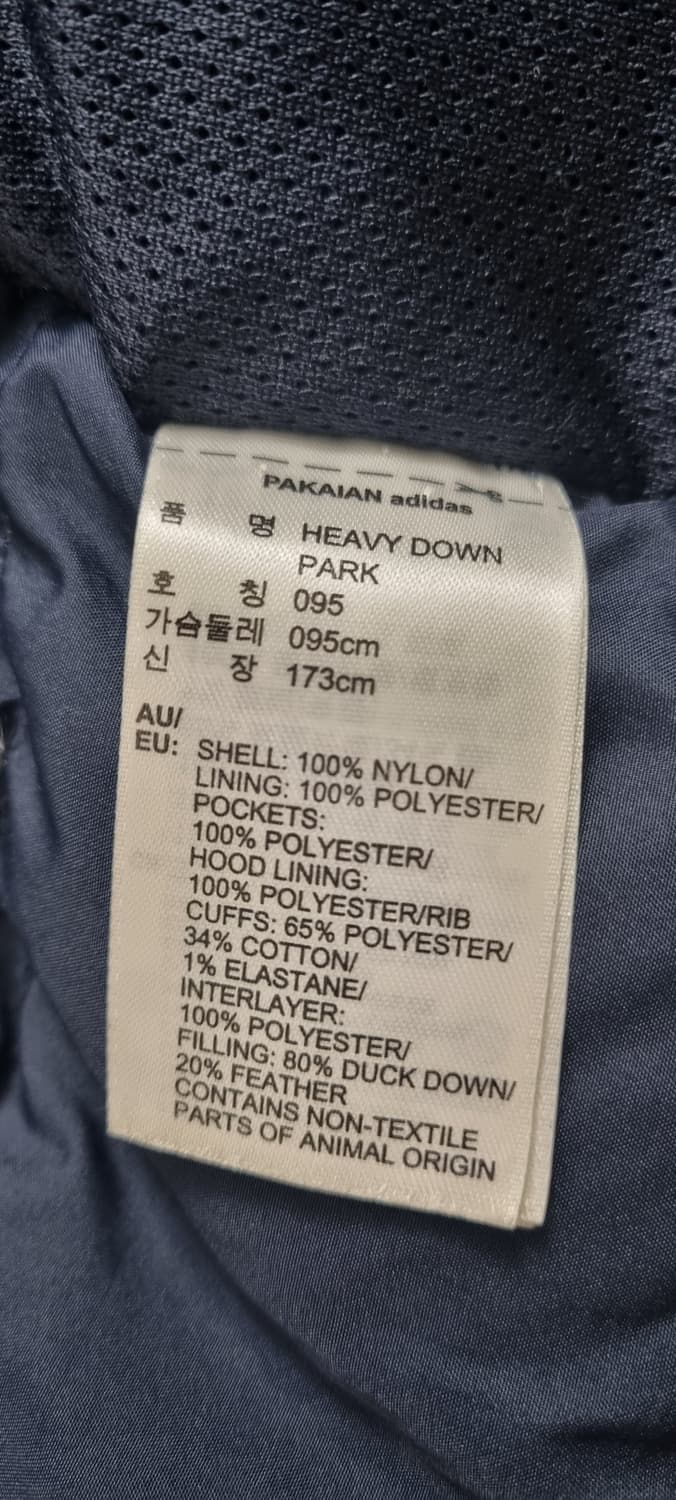 PAKAIAN adidas
품 명 HEAVY DOWN
PARK
호 칭 095
가슴둘레 095cm
신 장 173cm
AU/
EU: SHELL: 100% NYLON/
LINING: 100% POLYESTER/
POCKETS:
100% POLYESTER/
HOOD LINING:
100% POLYESTER/RIB
CUFFS: 65% POLYESTER/
34% COTTON/
1% ELASTANE/
INTERLAYER:
100% POLYESTER/
FILLING: 80% DUCK DOWN/
20% FEATHER
CONTAINS NON-TEXTILE
PARTS OF ANIMAL ORIGIN